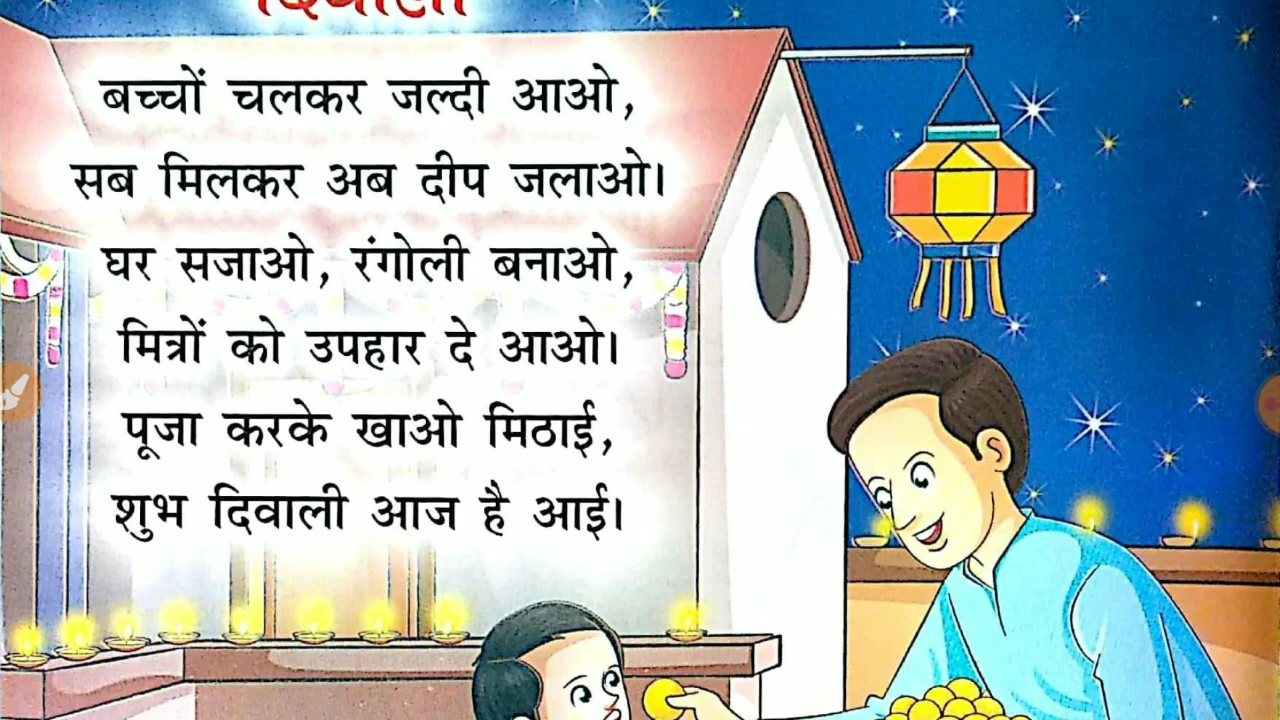 दिवाली
बच्चों चलकर जल्दी आओ,
सब मिलकर अब दीप जलाओ।
घर सजाओ, रंगोली बनाओ,
मित्रों को उपहार दे आओ।
पूजा करके खाओ मिठाई,
शुभ दिवाली आज है आई।